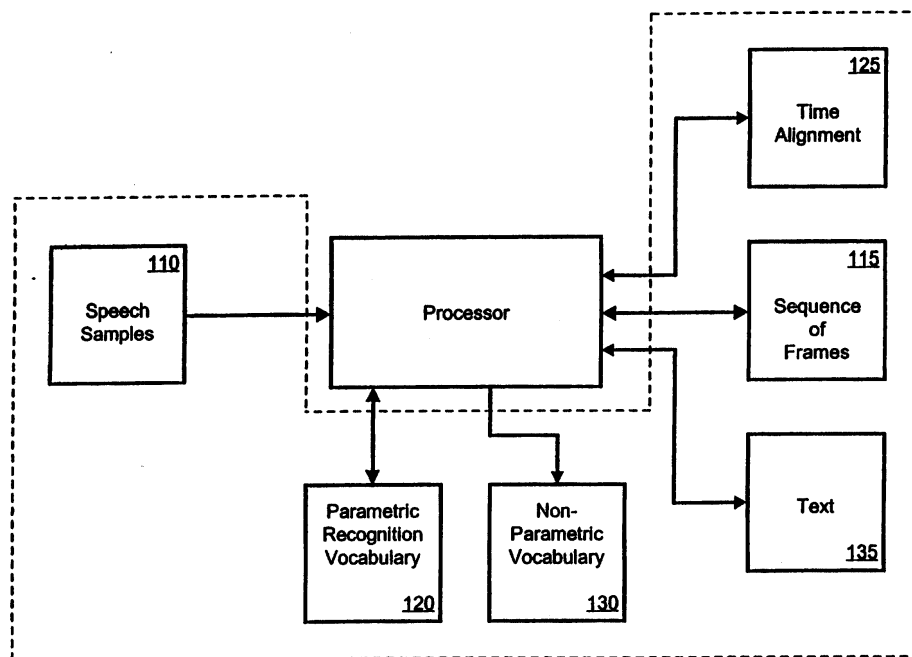 125
Time
Alignment
110
Speech
Samples
Processor
115
Sequence
of
Frames
Parametric
Recognition
Vocabulary
120
Non-
Parametric
Vocabulary
130
Text
135